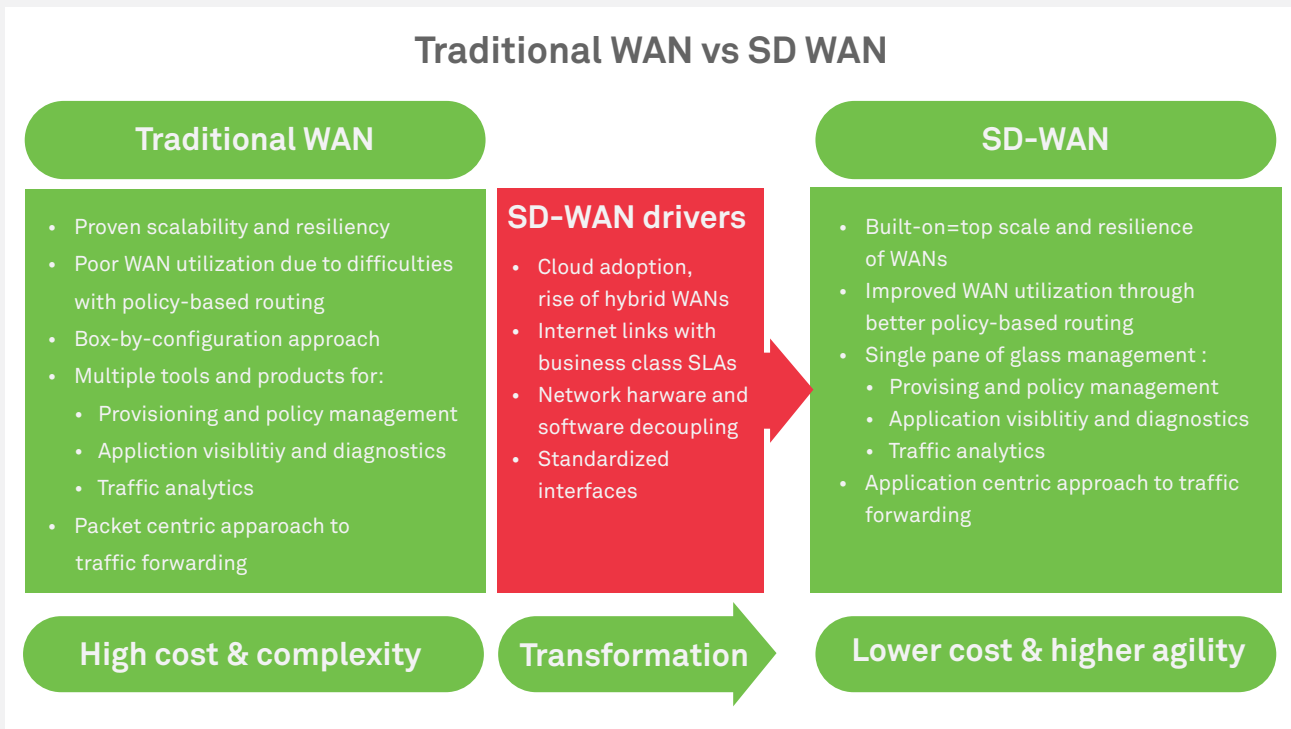 Traditional WAN vs SD WAN
Traditional WAN
• Proven scalability and resiliency
• Poor WAN utilization due to difficulties
with policy-based routing
• Box-by-configuration approach
• Multiple tools and products for:
• Provisioning and policy management
• Appliction visiblitiy and diagnostics
• Traffic analytics
• Packet centric apparoach to
traffic forwarding
High cost & complexity
SD-WAN drivers
• Cloud adoption,
rise of hybrid WANs
• Internet links with
business class SLAs
• Network harware and
software decoupling
• Standardized
interfaces
Transformation
SD-WAN
• Built-on=top scale and resilience
of WANs
• Improved WAN utilization through
better policy-based routing
• Single pane of glass management :
• Provising and policy management
• Application visiblitiy and diagnostics
• Traffic analytics
• Application centric approach to traffic
forwarding
Lower cost & higher agility